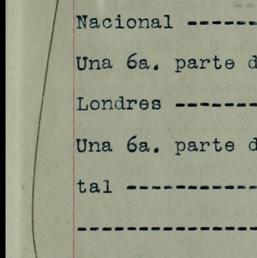 Nacional -----
Una 6a. parte d
Londres ------
Una 6a. parte d
tal ----------
--------------